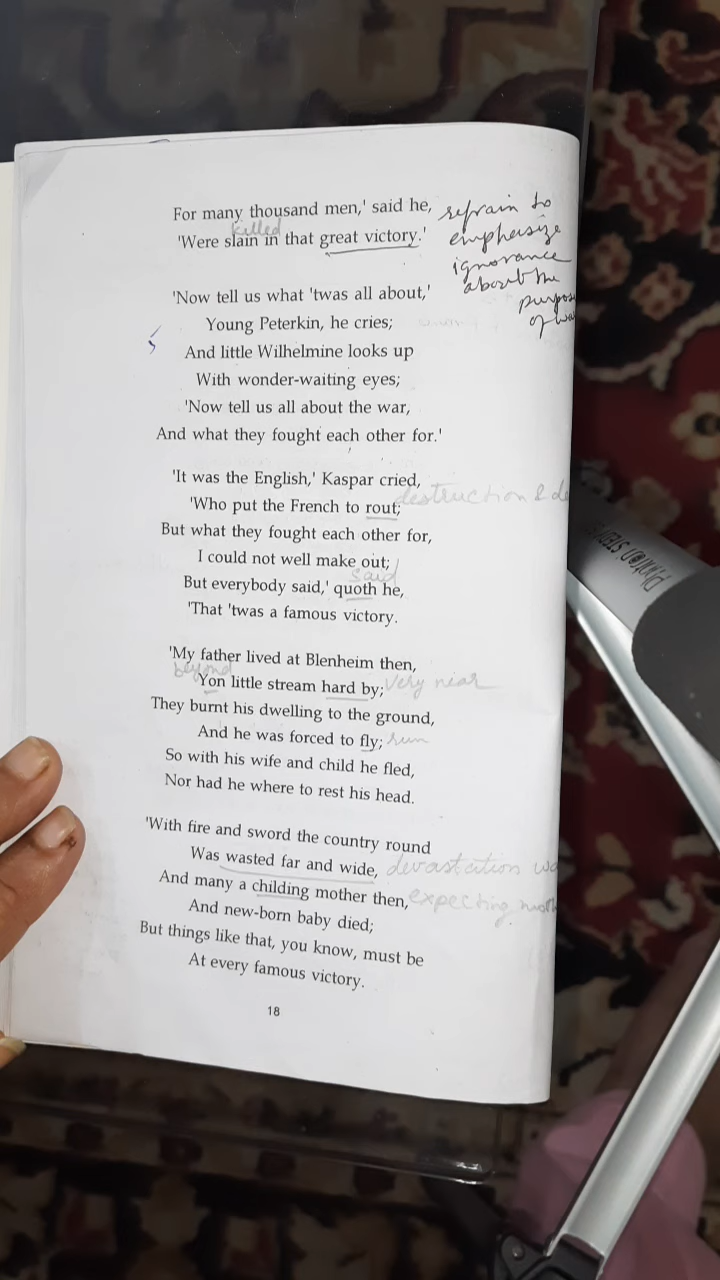 For many thousand men,' said he,
killed
'Were slain in that great victory.'
refrain to
emphasize
ignorance
about the
purpose
of
'Now tell us what 'twas all about,'
Young Peterkin, he cries;
And little Wilhelmine looks up
With wonder-waiting eyes;
'Now tell us all about the war,
And what they fought each other for.'
'It was the English,' Kaspar cried,
'Who put the French to rout; destruction &
But what they fought each other for,
I could not well make out;
said
But everybody said,' quoth he,
'That 'twas a famous victory.
'My father lived at Blenheim then,
beyond
Yon little stream hard by; very near
They burnt his dwelling to the ground,
And he was forced to fly; run
So with his wife and child he fled,
Nor had he where to rest his head.
'With fire and sword the country round
Was wasted far and wide, devastation
And many a childing mother then, expecting
And new-born baby died;
But things like that, you know, must be
At every famous victory.
18